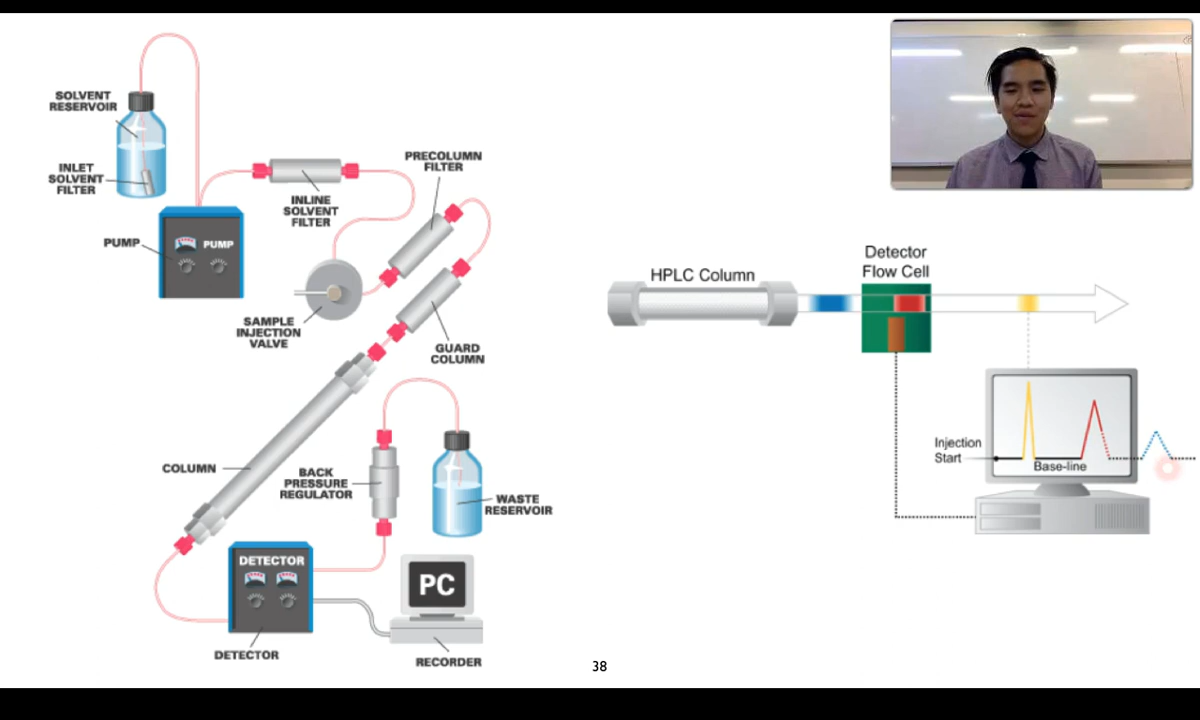 SOLVENT
RESERVOIR
INLET
SOLVENT
FILTER
PUMP
PUMP
INLINE
SOLVENT
FILTER
PRECOLUMN
FILTER
SAMPLE
INJECTION
VALVE
GUARD
COLUMN
COLUMN
BACK
PRESSURE
REGULATOR
WASTE
RESERVOIR
DETECTOR
PC
DETECTOR
RECORDER
HPLC Column
Detector
Flow Cell
Injection
Start
Base-line
38